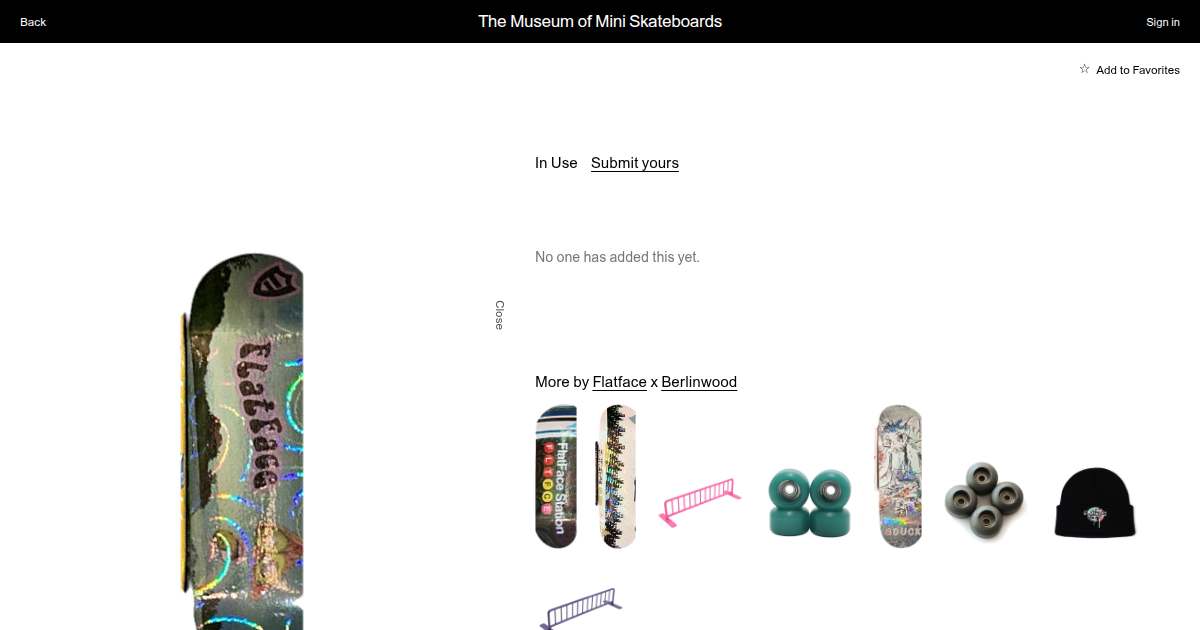 Back
The Museum of Mini Skateboards
Sign in
☆ Add to Favorites
In Use Submit yours
No one has added this yet.
Close
FLatFace
More by Flatface x Berlinwood
FlatFace Station
FLTFCE